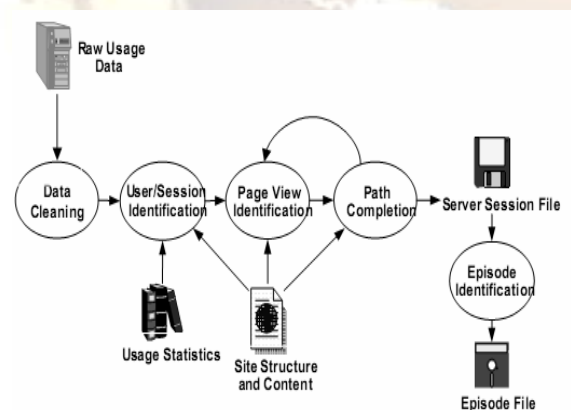 Raw Usage
Data
Data
Cleaning
User/Session
Identification
Page View
Identification
Path
Completion
Server Session File
Episode
Identification
Usage Statistics
Site Structure
and Content
Episode File